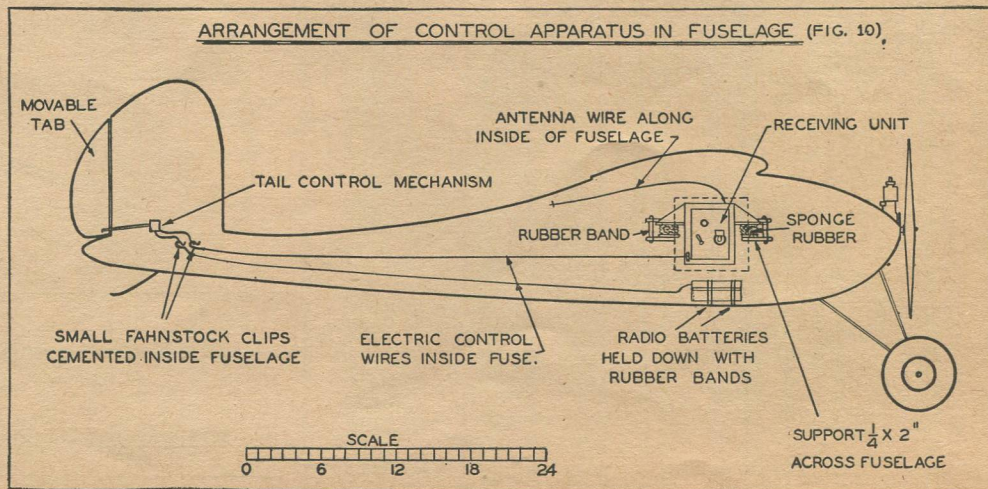 ARRANGEMENT OF CONTROL APPARATUS IN FUSELAGE (FIG. 10).
MOVABLE
TAB
ANTENNA WIRE ALONG
INSIDE OF FUSELAGE
RECEIVING UNIT
TAIL CONTROL MECHANISM
RUBBER BAND
SPONGE
RUBBER
SMALL FAHNSTOCK CLIPS
CEMENTED INSIDE FUSELAGE
ELECTRIC CONTROL
WIRES INSIDE FUSE.
RADIO BATTERIES
HELD DOWN WITH
RUBBER BANDS
SUPPORT 1/4 X 2"
ACROSS FUSELAGE
SCALE
0 6 12 18 24